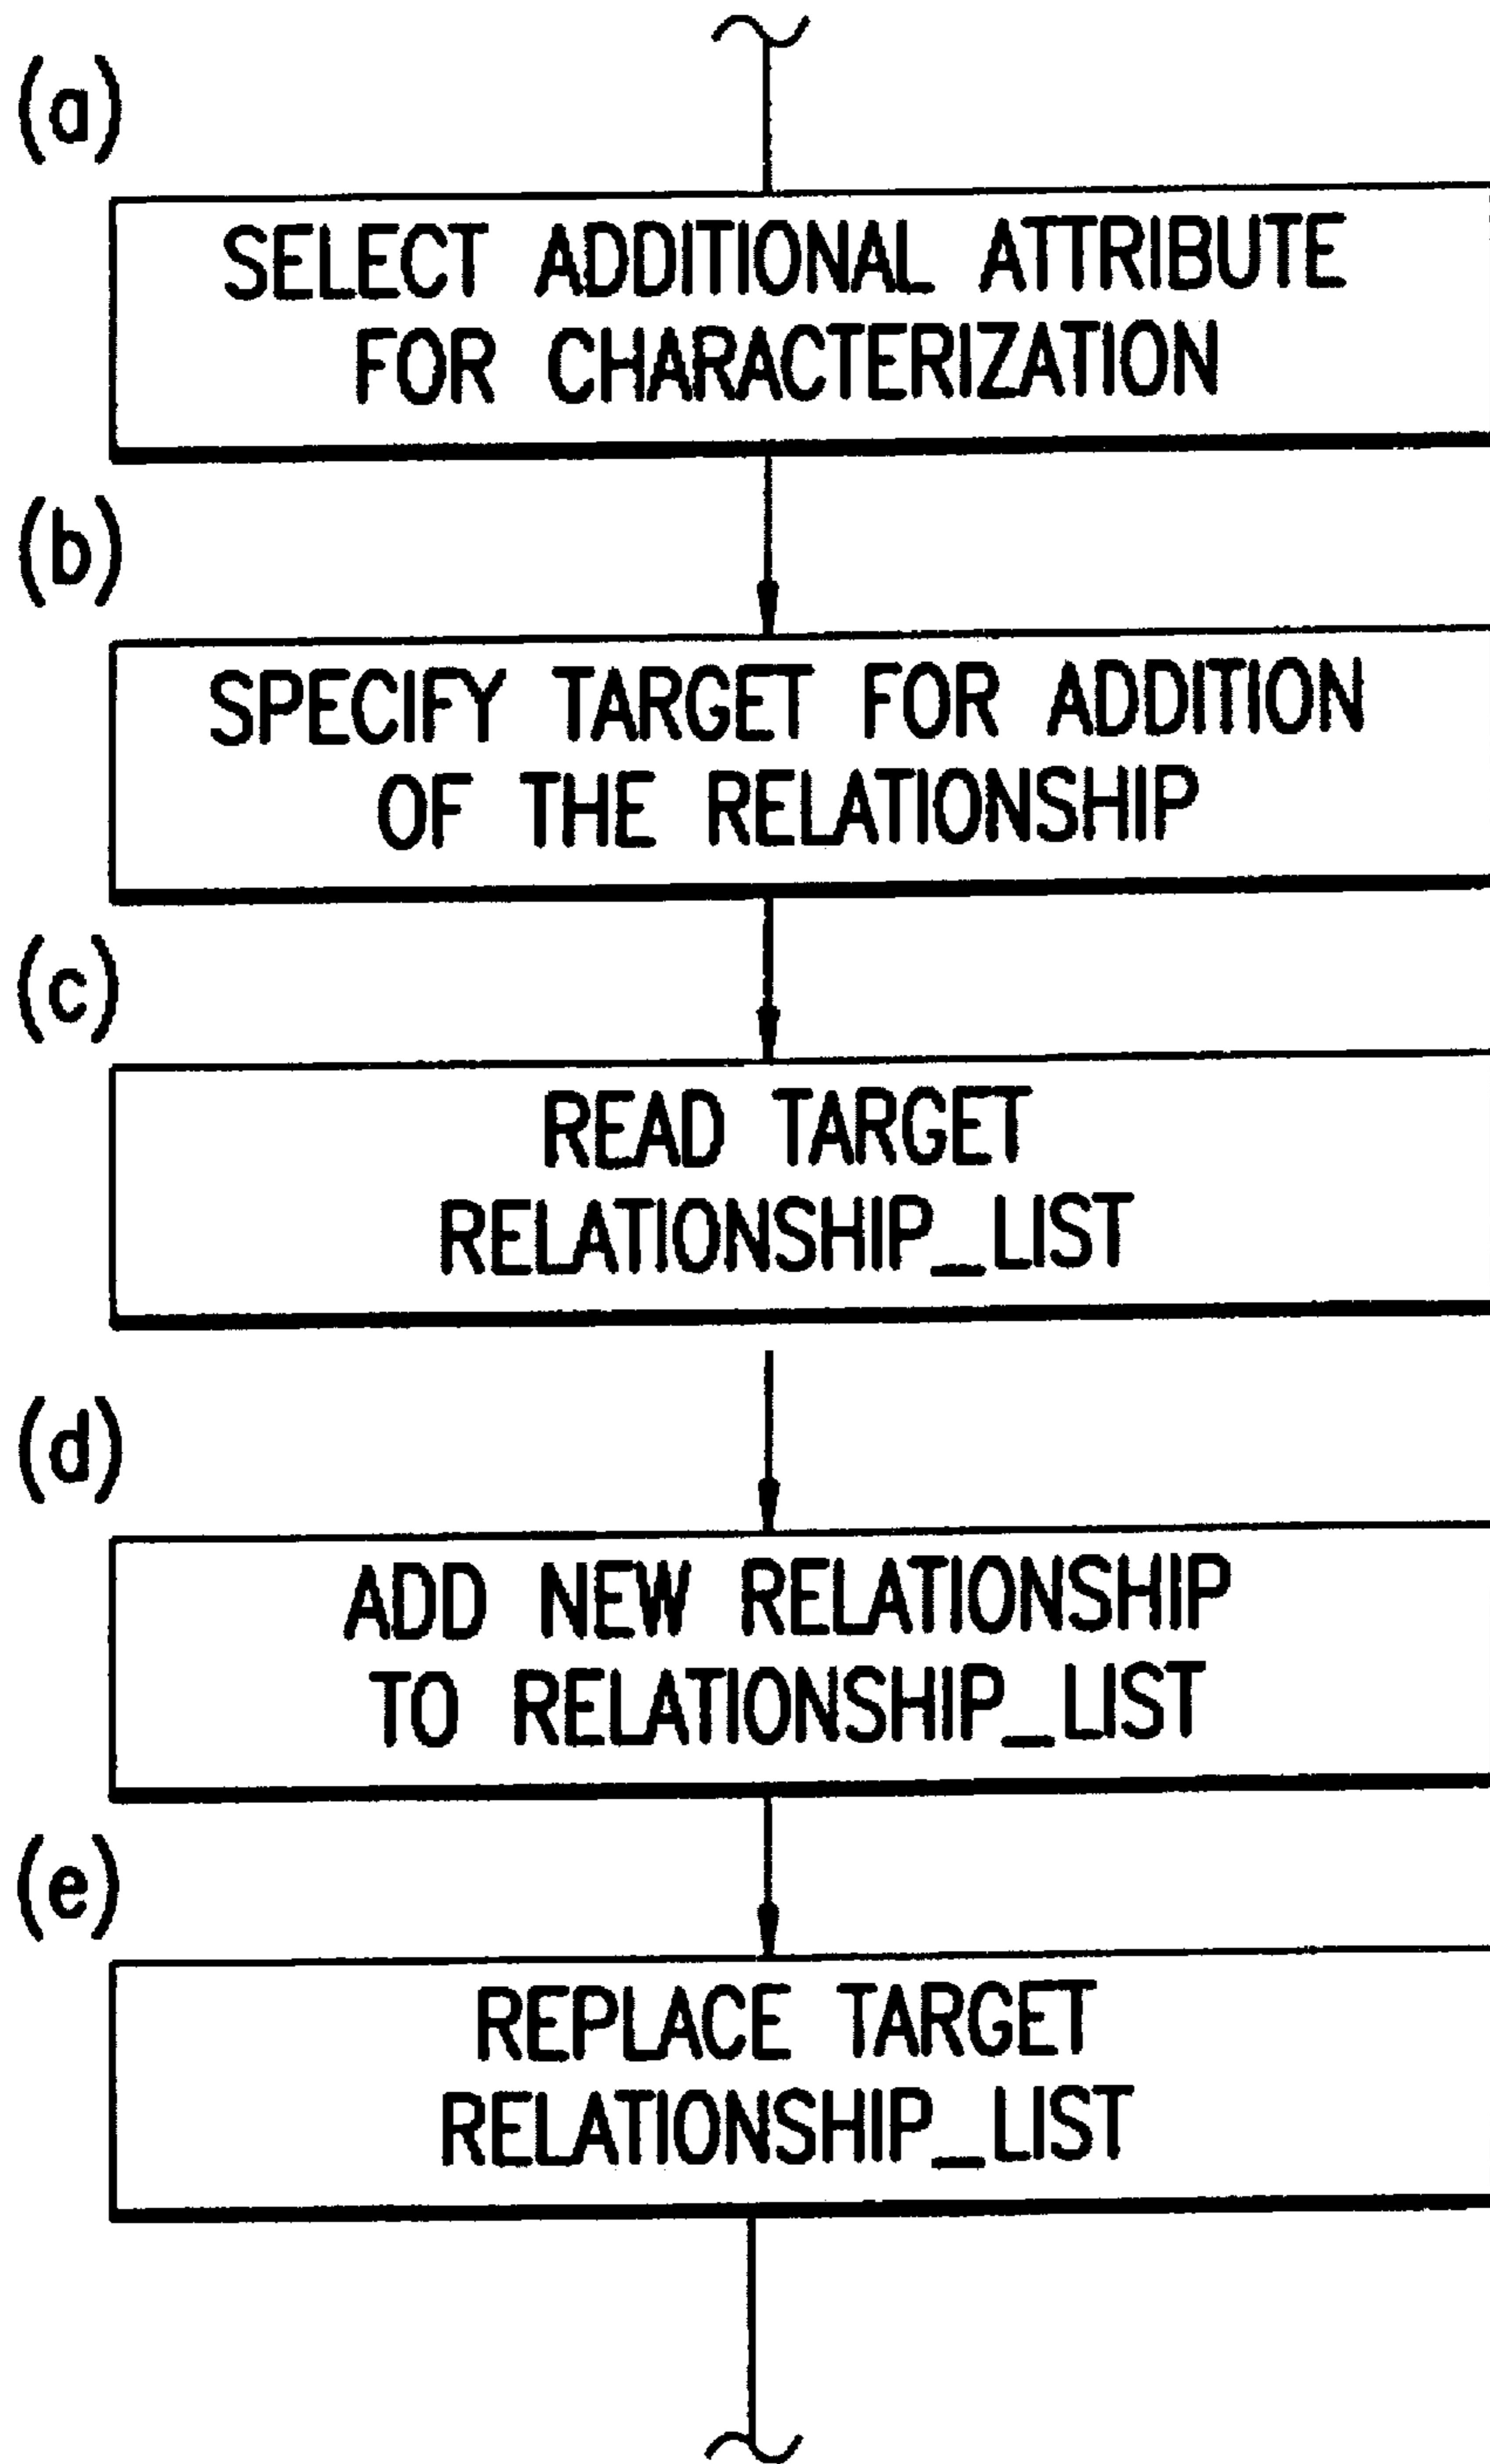 (a)
SELECT ADDITIONAL ATTRIBUTE
FOR CHARACTERIZATION
(b)
SPECIFY TARGET FOR ADDITION
OF THE RELATIONSHIP
(c)
READ TARGET
RELATIONSHIP_LIST
(d)
ADD NEW RELATIONSHIP
TO RELATIONSHIP_LIST
(e)
REPLACE TARGET
RELATIONSHIP_LIST